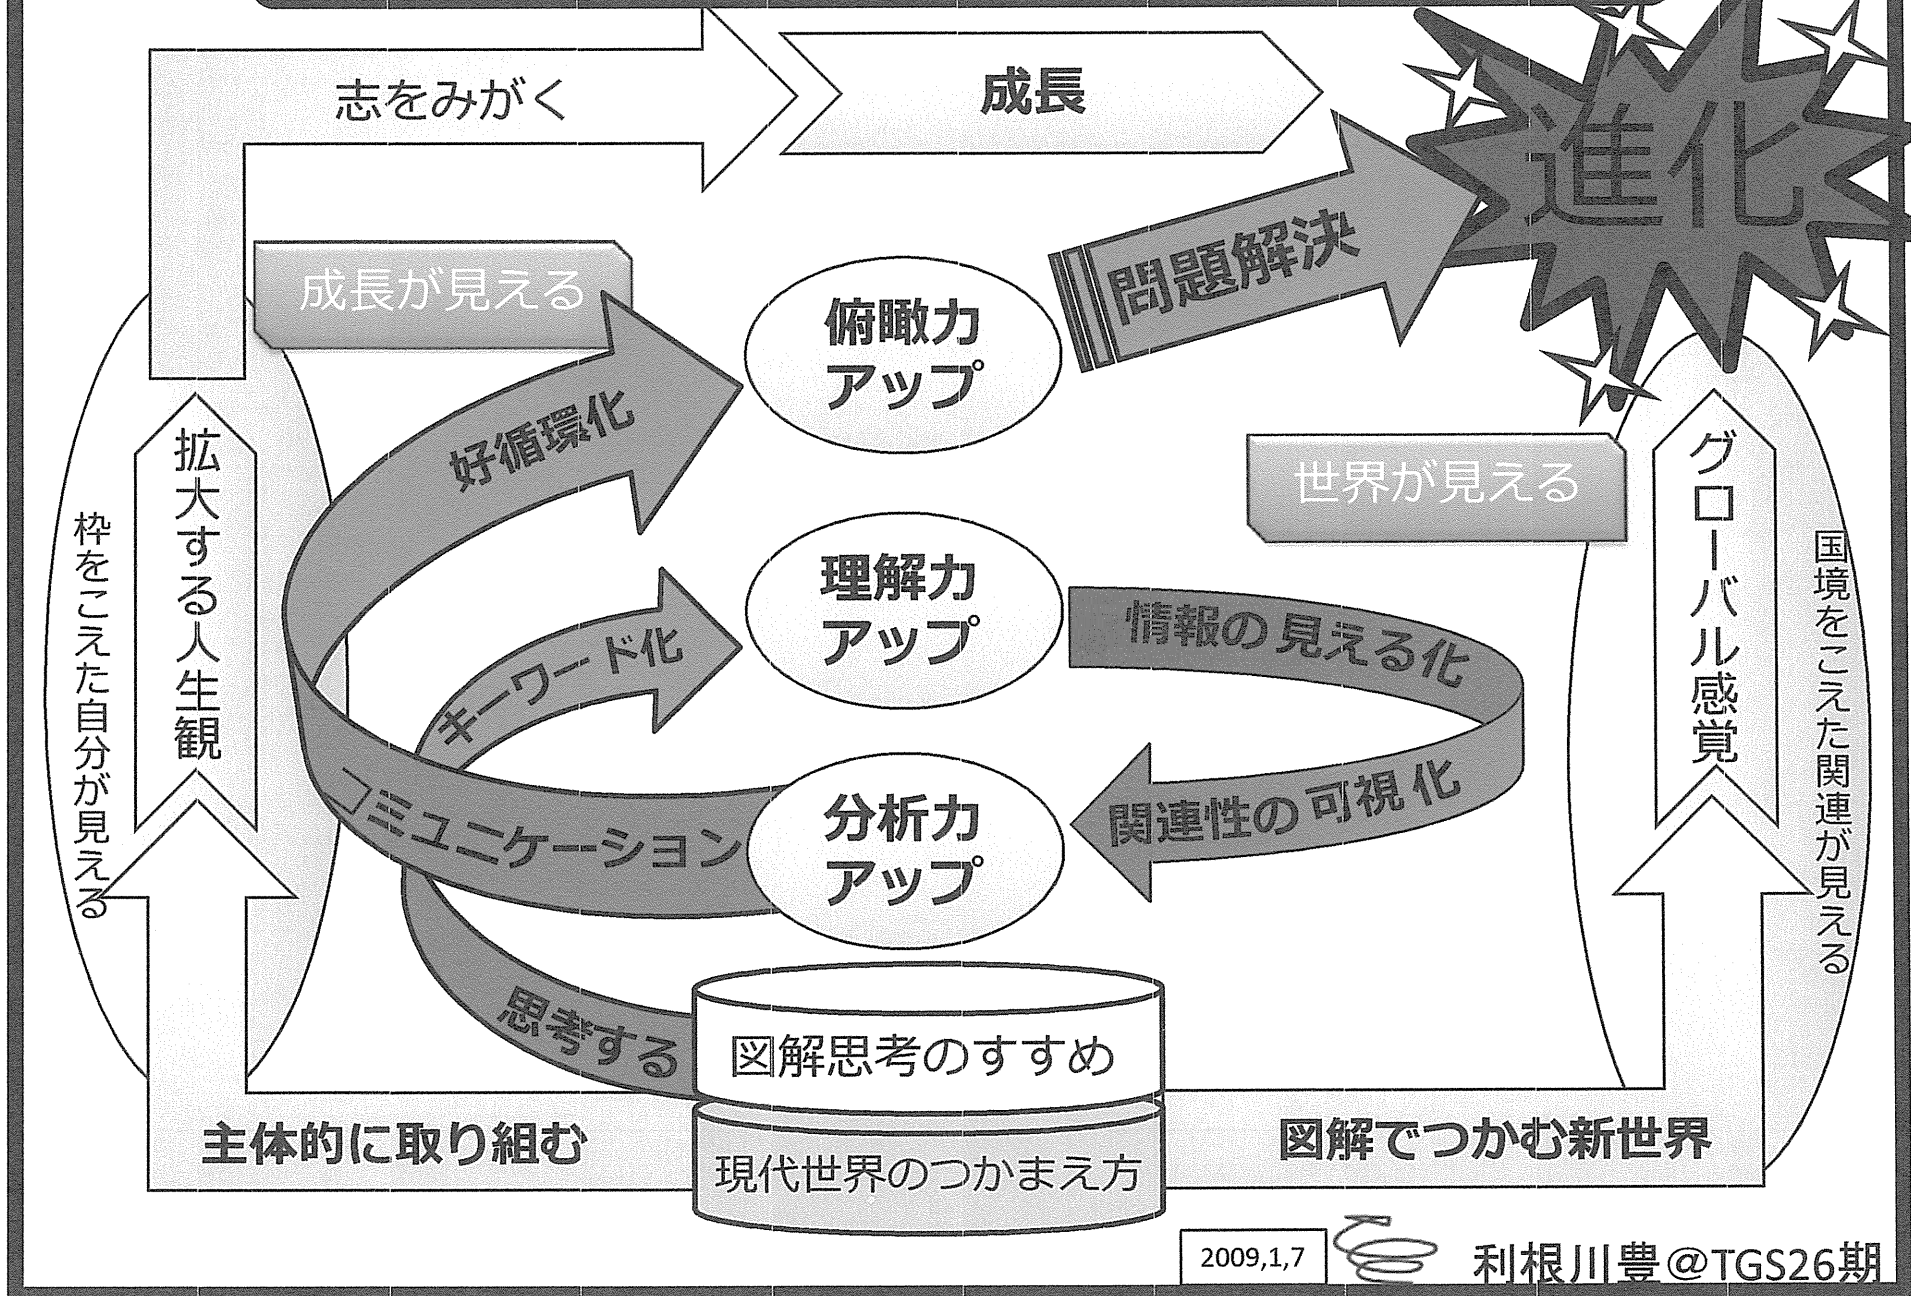 志をみがく
成長
進化
問題解決
成長が見える
俯瞰力
アップ
好循環化
世界が見える
拡大する人生観
枠をこえた自分が見える
グローバル感覚
国境をこえた関連が見える
理解力
アップ
キーワード化
情報の見える化
関連性の可視化
分析力
アップ
コミュニケーション
思考する
図解思考のすすめ
現代世界のつかまえ方
主体的に取り組む
図解でつかむ新世界
2009,1,7
利根川豊@TGS26期